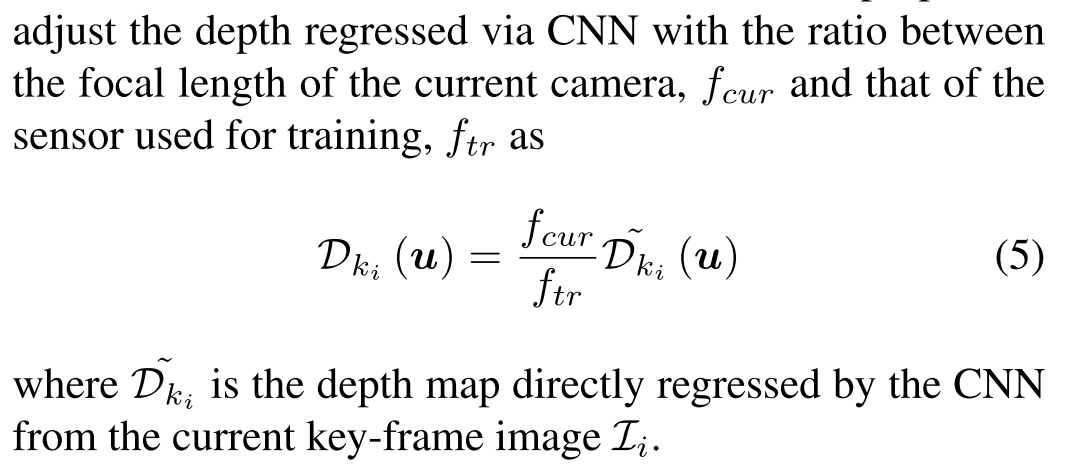 adjust the depth regressed via CNN with the ratio between
the focal length of the current camera, $f_{cur}$ and that of the
sensor used for training, $f_{tr}$ as
$\mathcal{D}_{k_i}(\boldsymbol{u}) = \frac{f_{cur}}{f_{tr}} \tilde{\mathcal{D}_{k_i}}(\boldsymbol{u})$ (5)
where $\tilde{\mathcal{D}_{k_i}}$ is the depth map directly regressed by the CNN
from the current key-frame image $\mathcal{I}_i$.